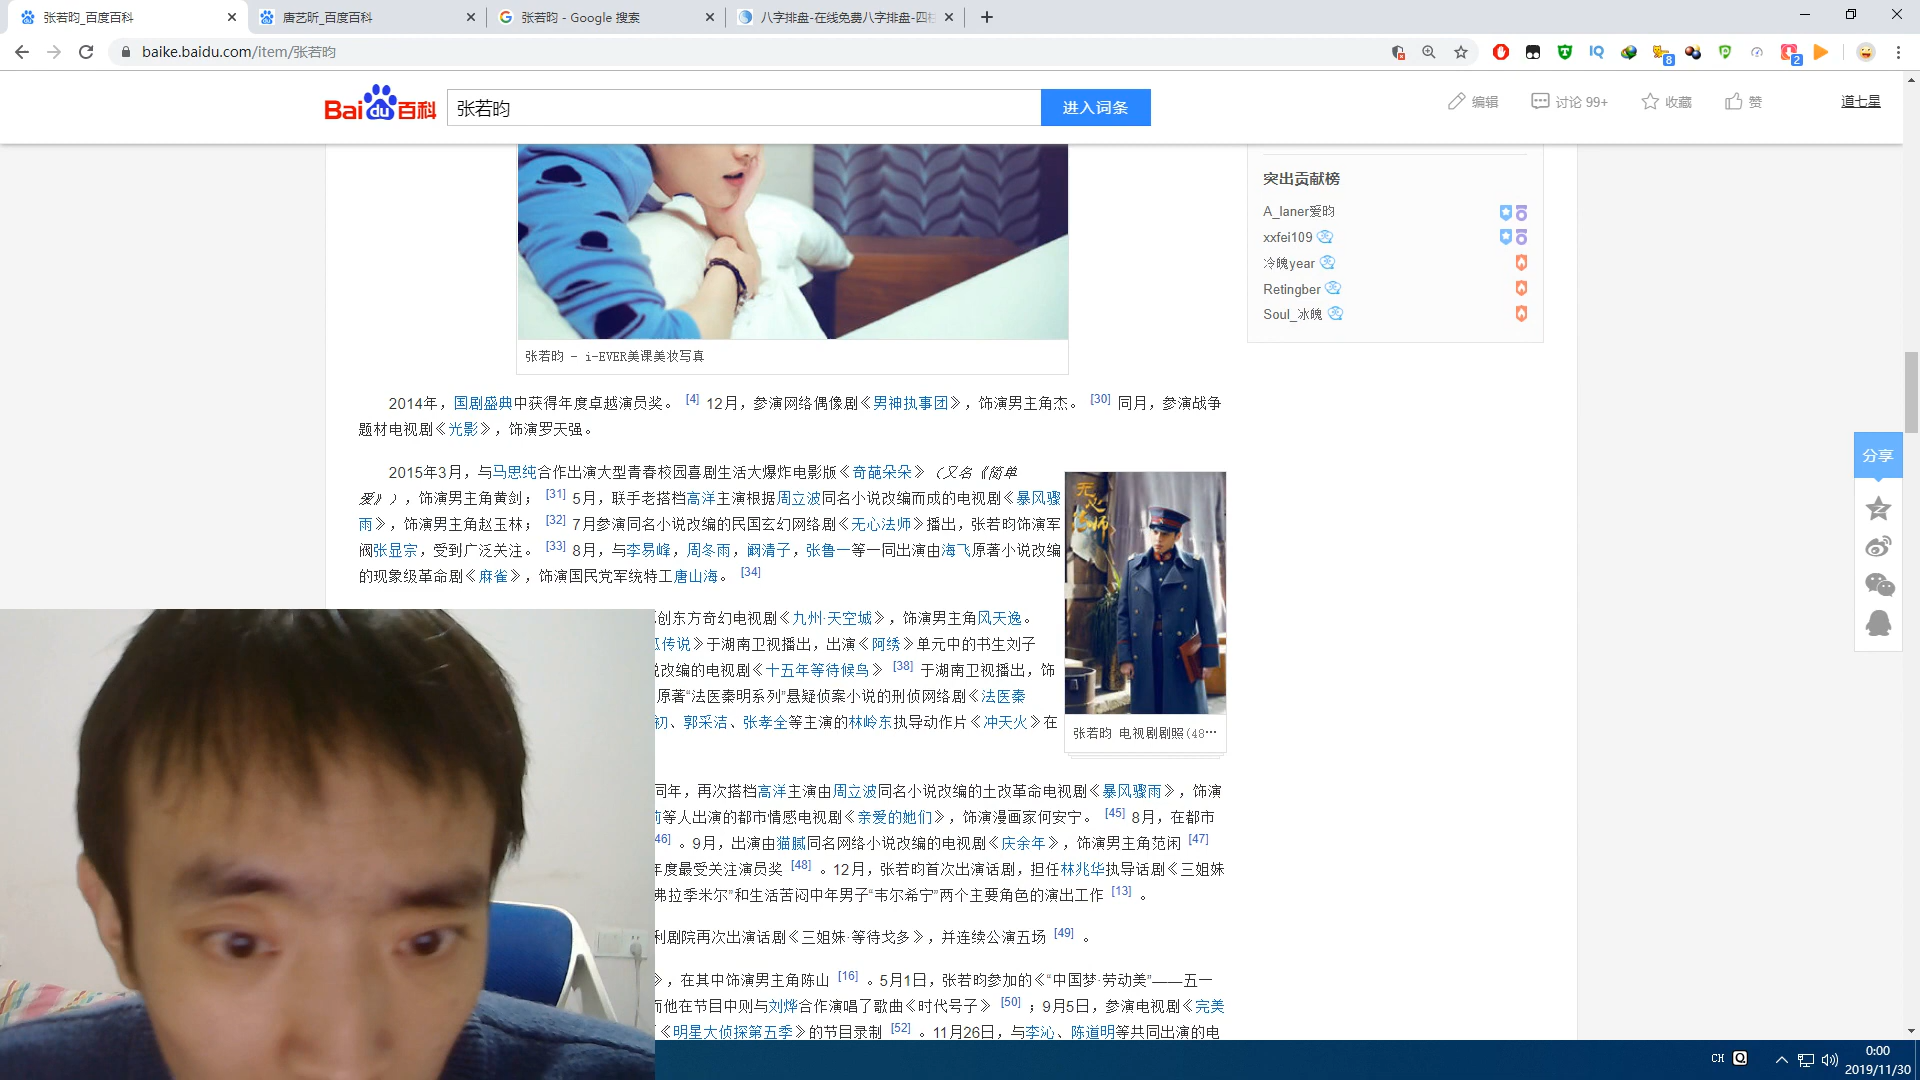 张若昀_百度百科
唐艺昕_百度百科
张若昀 - Google 搜索
八字排盘-在线免费八字排盘-四柱
baike.baidu.com/item/张若昀
8
2
Baidu百科
张若昀
进入词条
编辑
讨论 99+
收藏
赞
道七星
突出贡献榜
A_laner爱昀
xxfei109
冷魄year
Retingber
Soul_冰魄
张若昀 - i-EVER美课美妆写真
2014年，国剧盛典中获得年度卓越演员奖。 [4] 12月，参演网络偶像剧《男神执事团》，饰演男主角杰。 [30] 同月，参演战争
题材电视剧《光影》，饰演罗天强。
2015年3月，与马思纯合作出演大型青春校园喜剧生活大爆炸电影版《奇葩朵朵》（又名《简单
爱》），饰演男主角黄剑； [31] 5月，联手老搭档高洋主演根据周立波同名小说改编而成的电视剧《暴风骤
雨》，饰演男主角赵玉林； [32] 7月参演同名小说改编的民国玄幻网络剧《无心法师》播出，张若昀饰演军
阀张显宗，受到广泛关注。 [33] 8月，与李易峰，周冬雨，阚清子，张鲁一等一同出演由海飞原著小说改编
的现象级革命剧《麻雀》，饰演国民党军统特工唐山海。 [34]
无心法师
张若昀 电视剧剧照(48…
创东方奇幻电视剧《九州·天空城》，饰演男主角风天逸。
传说》于湖南卫视播出，出演《阿绣》单元中的书生刘子
改编的电视剧《十五年等待候鸟》 [38] 于湖南卫视播出，饰
原著“法医秦明系列”悬疑侦案小说的刑侦网络剧《法医秦
初、郭采洁、张孝全等主演的林岭东执导动作片《冲天火》在
同年，再次搭档高洋主演由周立波同名小说改编的土改革命电视剧《暴风骤雨》，饰演
等人出演的都市情感电视剧《亲爱的她们》，饰演漫画家何安宁。 [45] 8月，在都市
46] 。9月，出演由猫腻同名网络小说改编的电视剧《庆余年》，饰演男主角范闲 [47]
年度最受关注演员奖 [48] 。12月，张若昀首次出演话剧，担任林兆华执导话剧《三姐妹
弗拉季米尔”和生活苦闷中年男子“韦尔希宁”两个主要角色的演出工作 [13] 。
利剧院再次出演话剧《三姐妹·等待戈多》，并连续公演五场 [49] 。
》，在其中饰演男主角陈山 [16] 。5月1日，张若昀参加的《“中国梦·劳动美”——五一
而他在节目中则与刘烨合作演唱了歌曲《时代号子》 [50] ；9月5日，参演电视剧《完美
《明星大侦探第五季》的节目录制 [52] 。11月26日，与李沁、陈道明等共同出演的电
分享
CH
0:00
2019/11/30